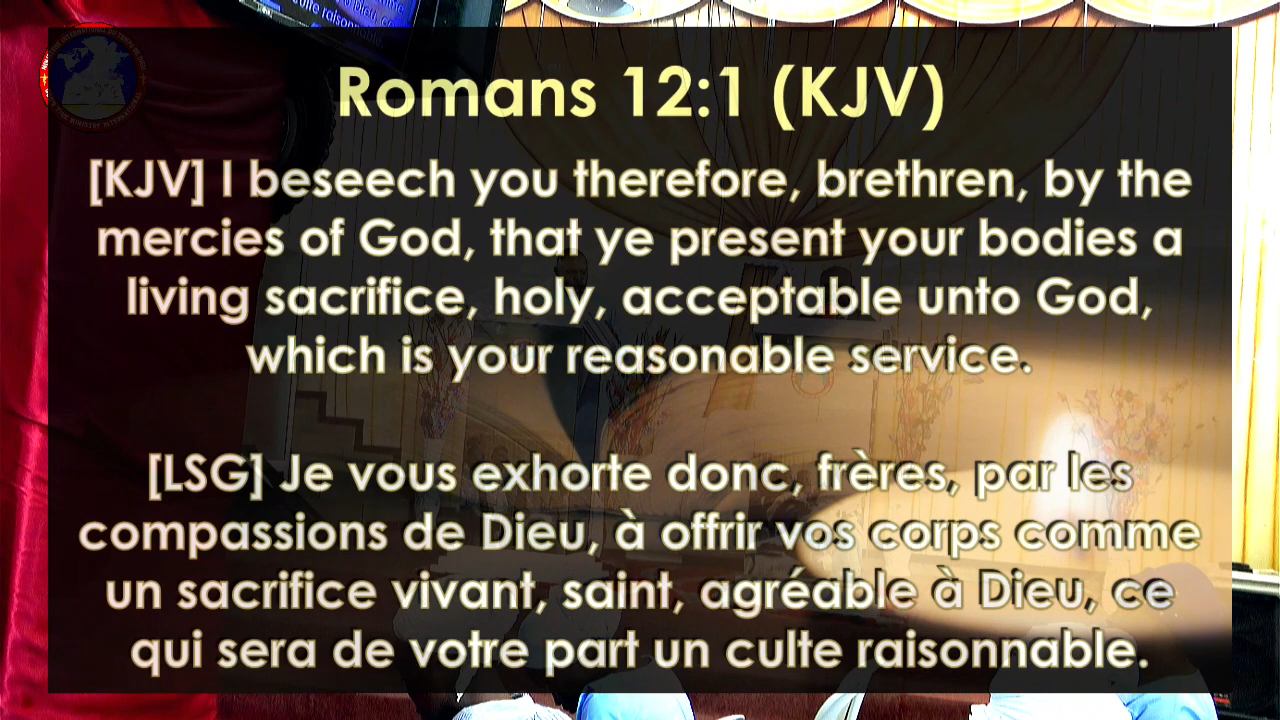 culte raison
Romans 12:1 (KJV)
[KJV] I beseech you therefore, brethren, by the
mercies of God, that ye present your bodies a
living sacrifice, holy, acceptable unto God,
which is your reasonable service.
[LSG] Je vous exhorte donc, frères, par les
compassions de Dieu, à offrir vos corps comme
un sacrifice vivant, saint, agréable à Dieu, ce
qui sera de votre part un culte raisonnable.